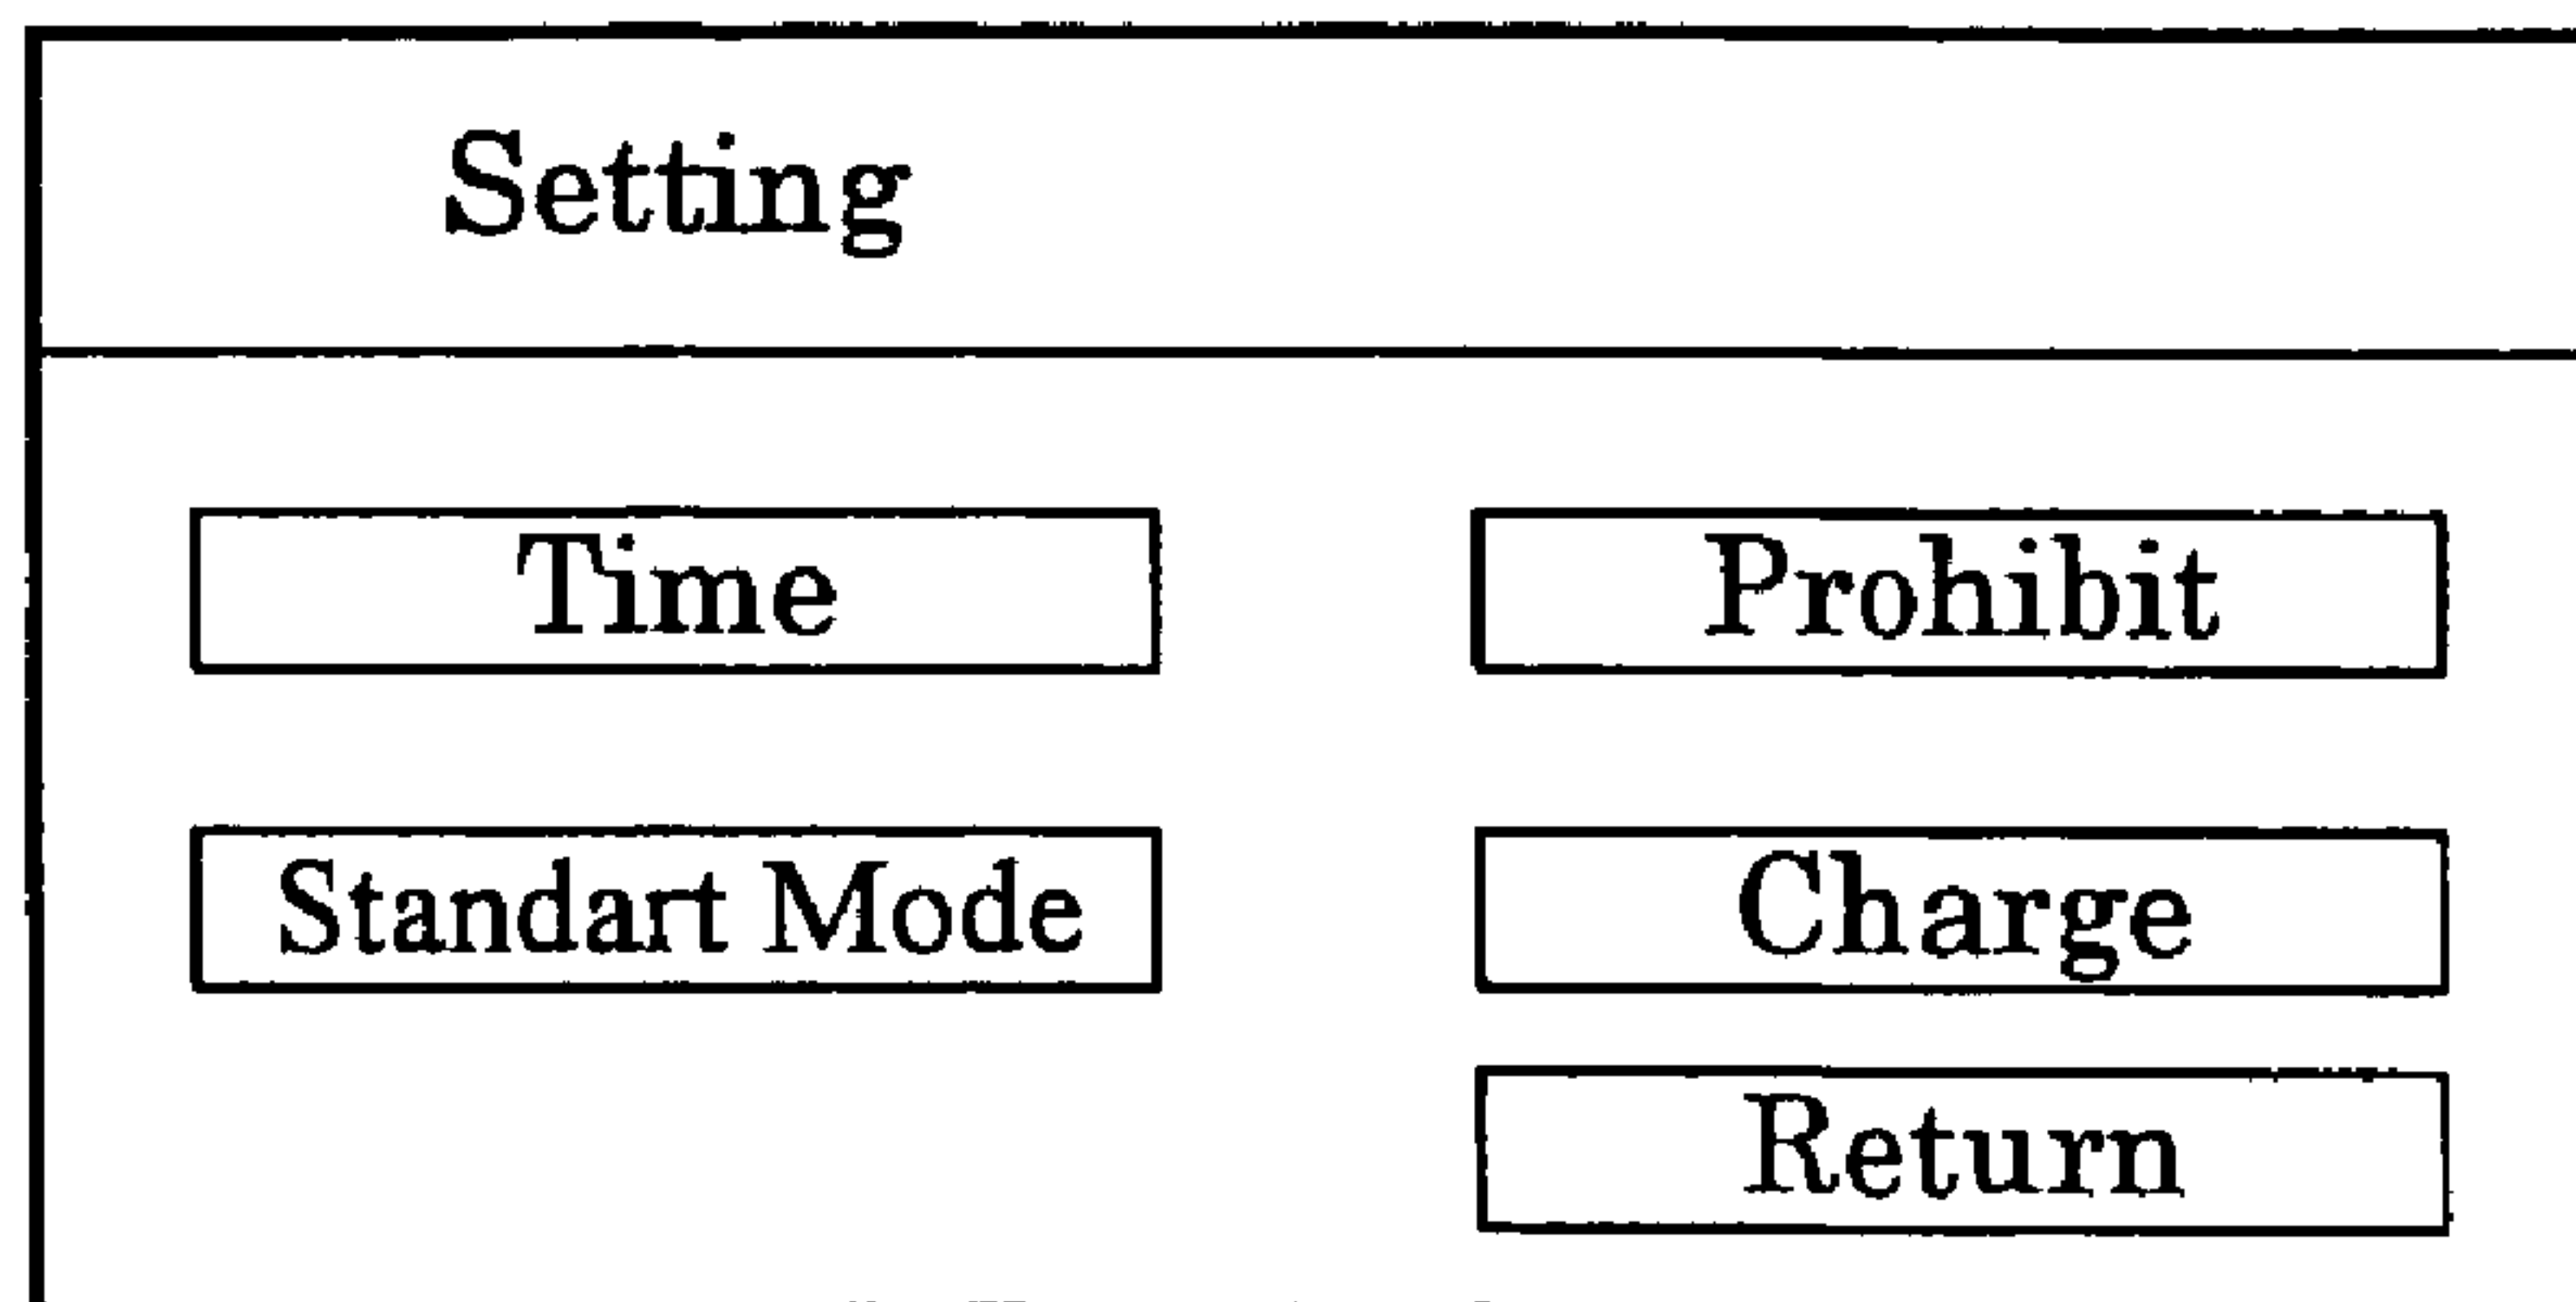 Setting
Time
Prohibit
Standart Mode
Charge
Return